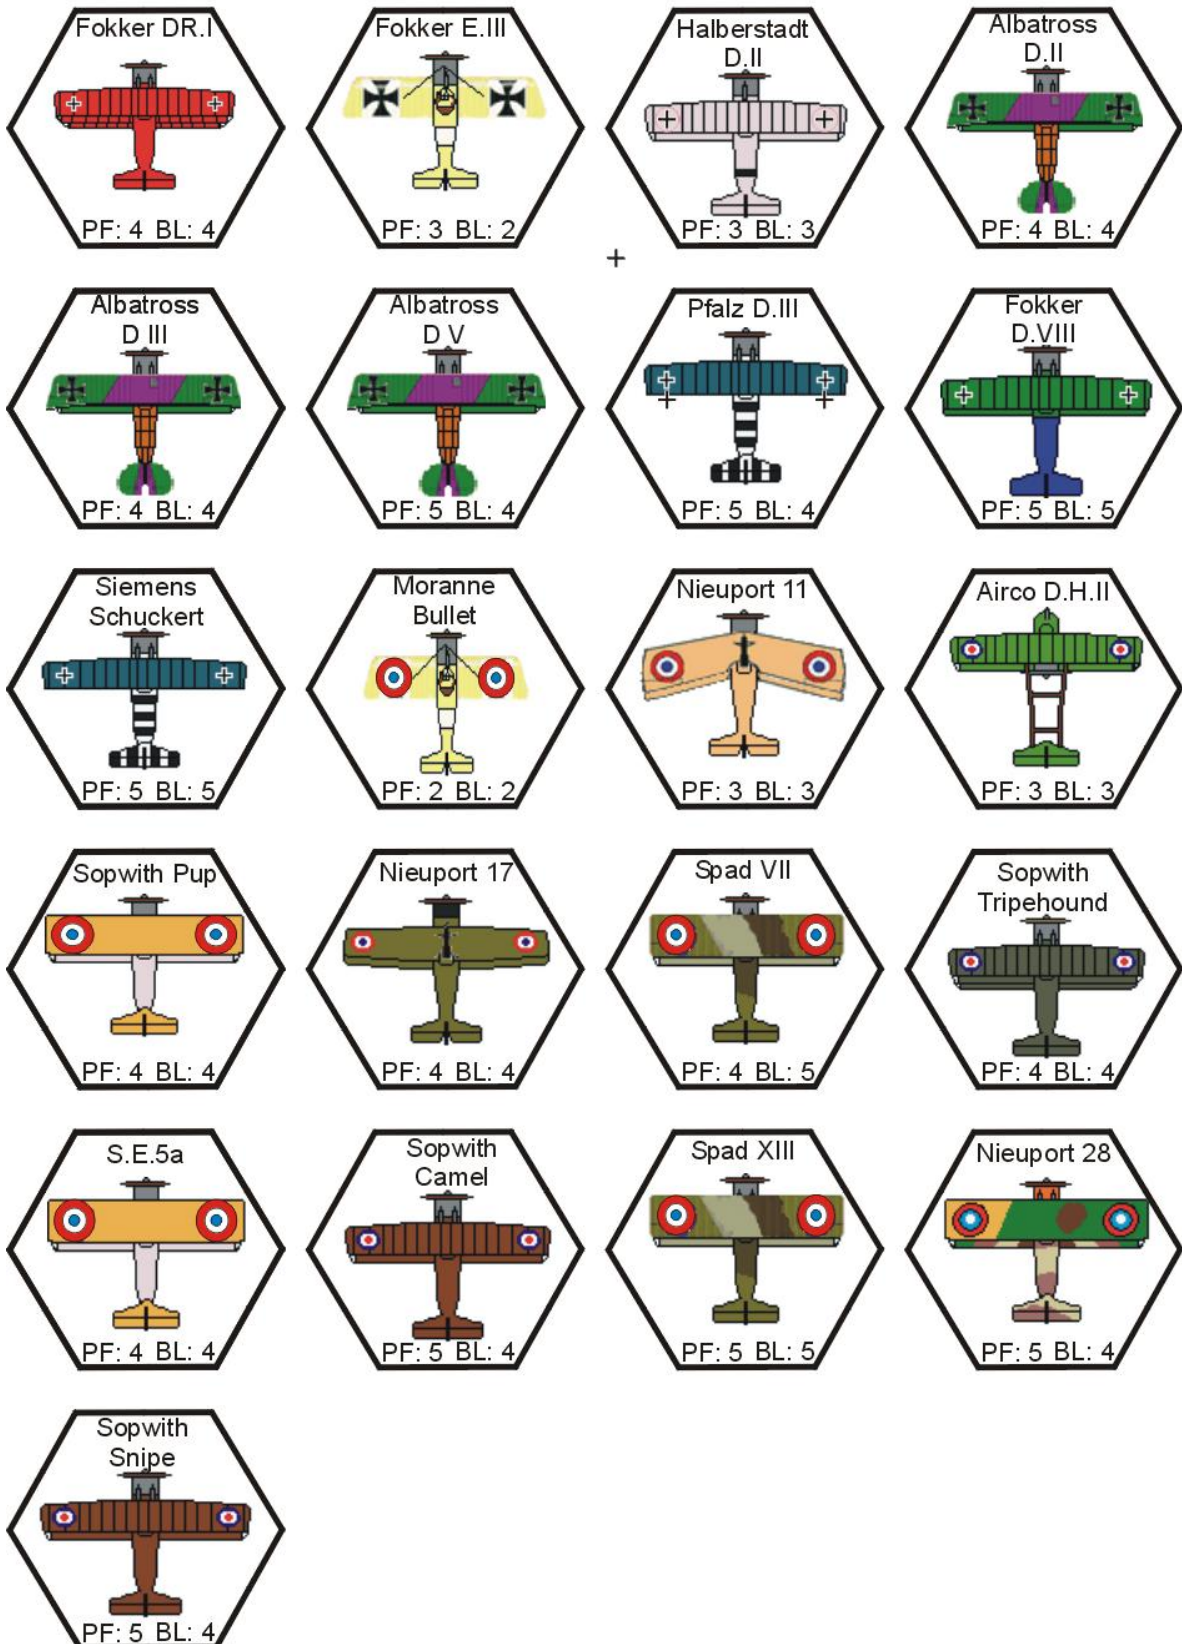 Fokker DR.I
PF: 4 BL: 4
Fokker E.III
PF: 3 BL: 2
Halberstadt
D.II
PF: 3 BL: 3
Albatross
D.II
PF: 4 BL: 4
Albatross
D III
PF: 4 BL: 4
Albatross
D V
PF: 5 BL: 4
Pfalz D.III
PF: 5 BL: 4
Fokker
D.VIII
PF: 5 BL: 5
Siemens
Schuckert
PF: 5 BL: 5
Moranne
Bullet
PF: 2 BL: 2
Nieuport 11
PF: 3 BL: 3
Airco D.H.II
PF: 3 BL: 3
Sopwith Pup
PF: 4 BL: 4
Nieuport 17
PF: 4 BL: 4
Spad VII
PF: 4 BL: 5
Sopwith
Tripehound
PF: 4 BL: 4
S.E.5a
PF: 4 BL: 4
Sopwith
Camel
PF: 5 BL: 4
Spad XIII
PF: 5 BL: 5
Nieuport 28
PF: 5 BL: 4
Sopwith
Snipe
PF: 5 BL: 4